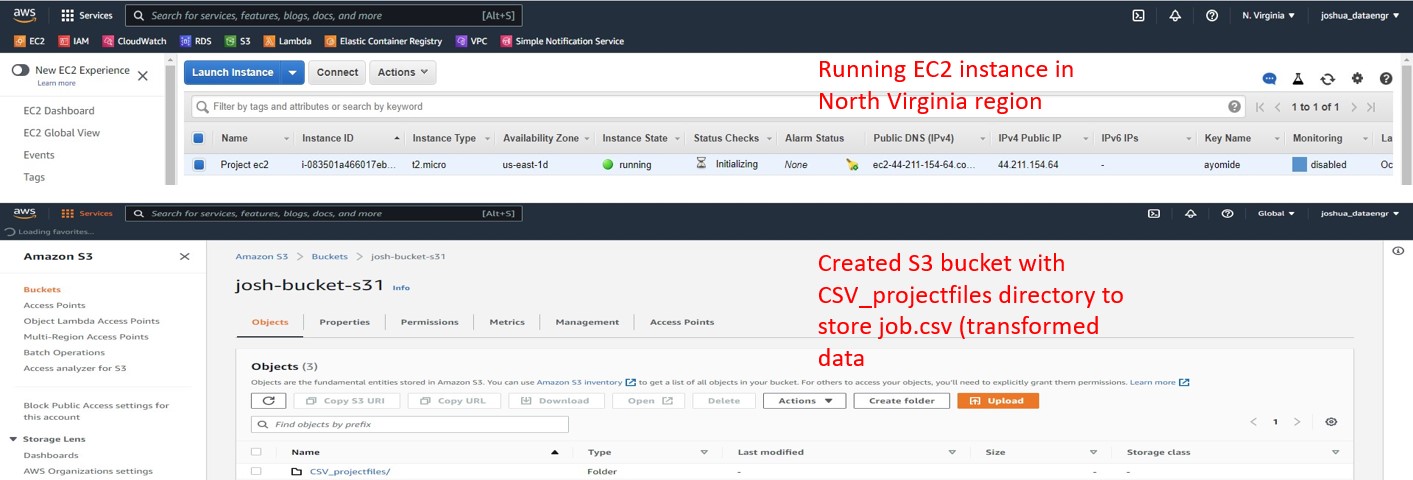 aws Services Search for services, features, blogs, docs, and more [Alt+S] N. Virginia joshua_dataengr
EC2 IAM CloudWatch RDS S3 Lambda Elastic Container Registry VPC Simple Notification Service
New EC2 Experience
Learn more
EC2 Dashboard
EC2 Global View
Events
Tags
Launch Instance Connect Actions
Running EC2 instance in
North Virginia region
Filter by tags and attributes or search by keyword 1 to 1 of 1
Name Instance ID Instance Type Availability Zone Instance State Status Checks Alarm Status Public DNS (IPv4) IPv4 Public IP IPv6 IPs Key Name Monitoring La
Project ec2 i-083501a466017eb... t2.micro us-east-1d running Initializing None ec2-44-211-154-64.co... 44.211.154.64 - ayomide disabled Oc
aws Services Search for services, features, blogs, docs, and more [Alt+S] Global joshua_dataengr
Loading favorites...
Amazon S3
Buckets
Access Points
Object Lambda Access Points
Multi-Region Access Points
Batch Operations
Access analyzer for S3
Block Public Access settings for
this account
Storage Lens
Dashboards
AWS Organizations settings
Amazon S3 > Buckets > josh-bucket-s31
josh-bucket-s31 Info
Created S3 bucket with
CSV_projectfiles directory to
store job.csv (transformed
data
Objects Properties Permissions Metrics Management Access Points
Objects (3)
Objects are the fundamental entities stored in Amazon S3. You can use Amazon S3 inventory to get a list of all objects in your bucket. For others to access your objects, you'll need to explicitly grant them permissions. Learn more
Copy S3 URI Copy URL Download Open Delete Actions Create folder Upload
Find objects by prefix 1
Name Type Last modified Size Storage class
CSV_projectfiles/ Folder - - -